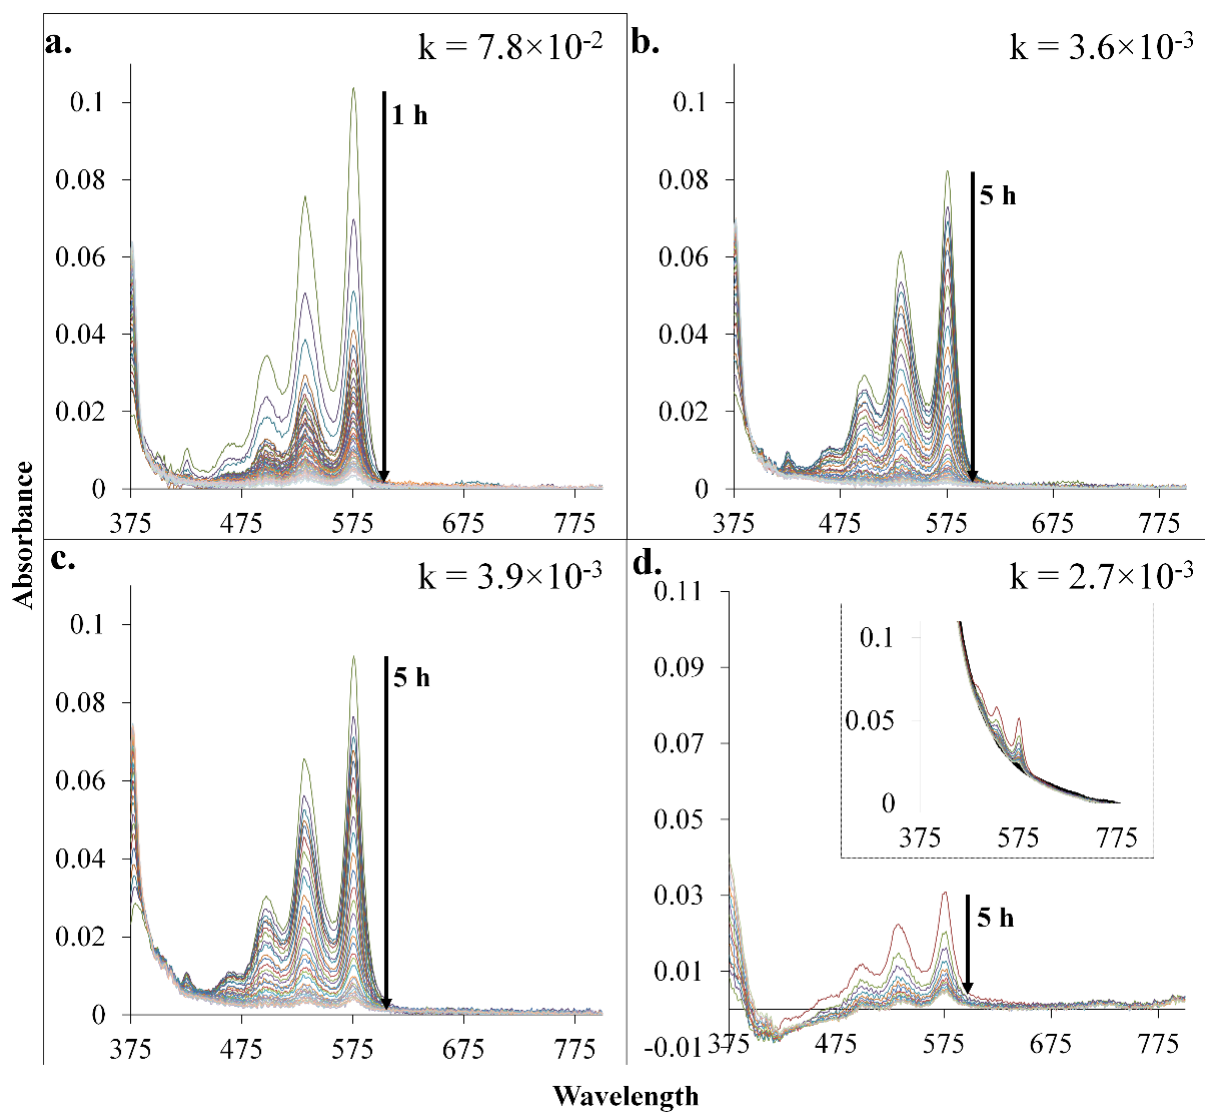 a.
k = 7.8×10-2
0.1
0.08
0.06
0.04
0.02
0
1 h
375 475 575 675 775
b.
k = 3.6×10-3
0.1
0.08
0.06
0.04
0.02
0
5 h
375 475 575 675 775
c.
k = 3.9×10-3
0.1
0.08
0.06
0.04
0.02
0
5 h
375 475 575 675 775
d.
k = 2.7×10-3
0.11
0.09
0.07
0.05
0.03
0.01
-0.01
5 h
375 475 575 675 775
0.1
0.05
0
375 575 775
Absorbance
Wavelength